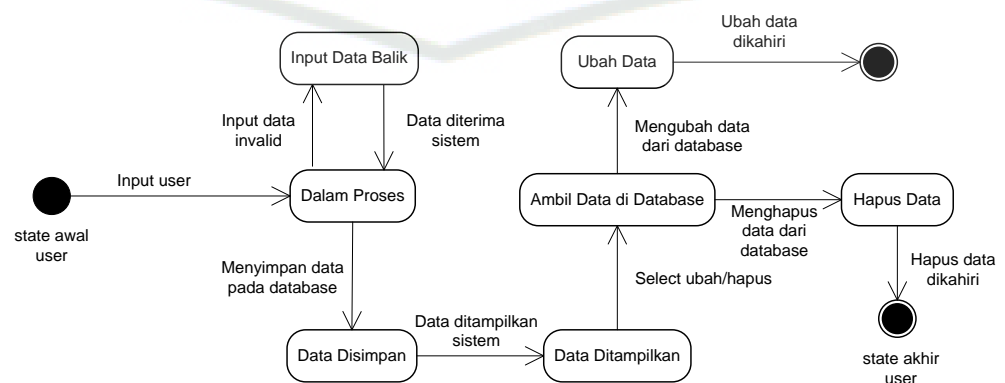 Ubah data
dikahiri
Input Data Balik
Ubah Data
Input data
invalid
Data diterima
sistem
Mengubah data
dari database
Input user
Dalam Proses
Ambil Data di Database
Hapus Data
Menghapus
data dari
database
state awal
user
Menyimpan data
pada database
Select ubah/hapus
Hapus data
dikahiri
Data ditampilkan
sistem
Data Disimpan
Data Ditampilkan
state akhir
user